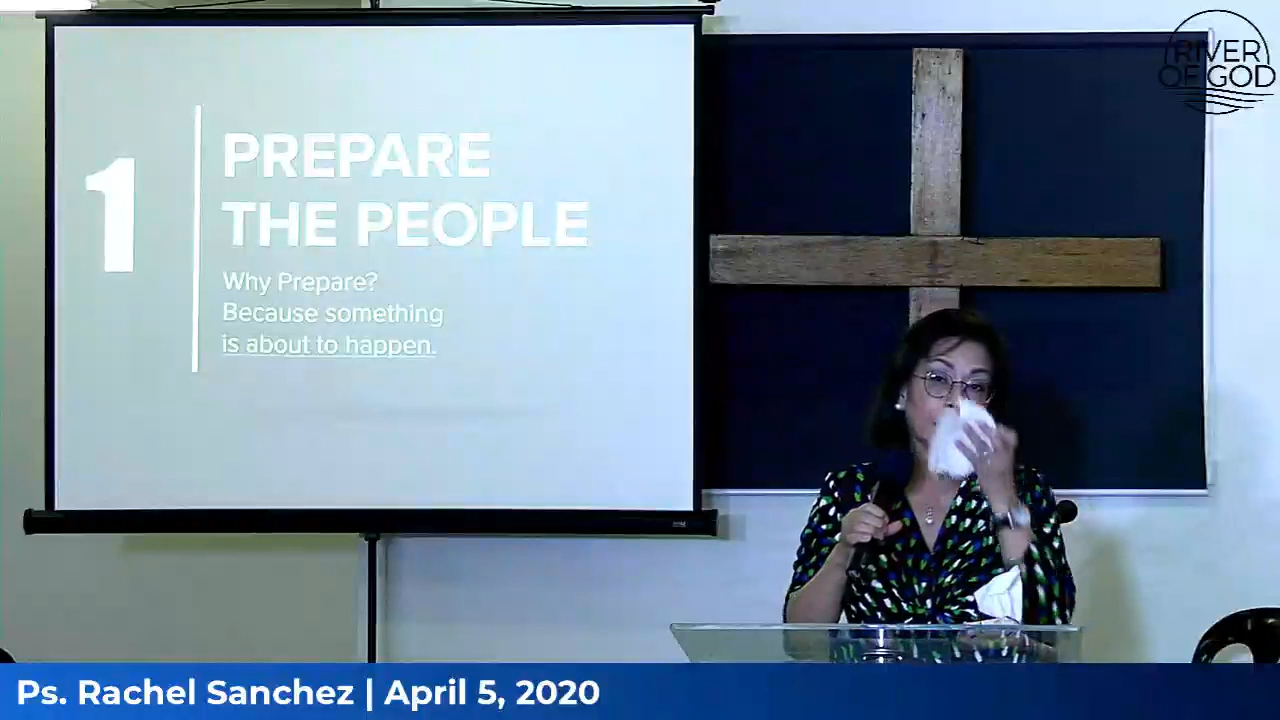 RIVER
OF GOD
1
PREPARE
THE PEOPLE
Why Prepare?
Because something
is about to happen.
Ps. Rachel Sanchez | April 5, 2020